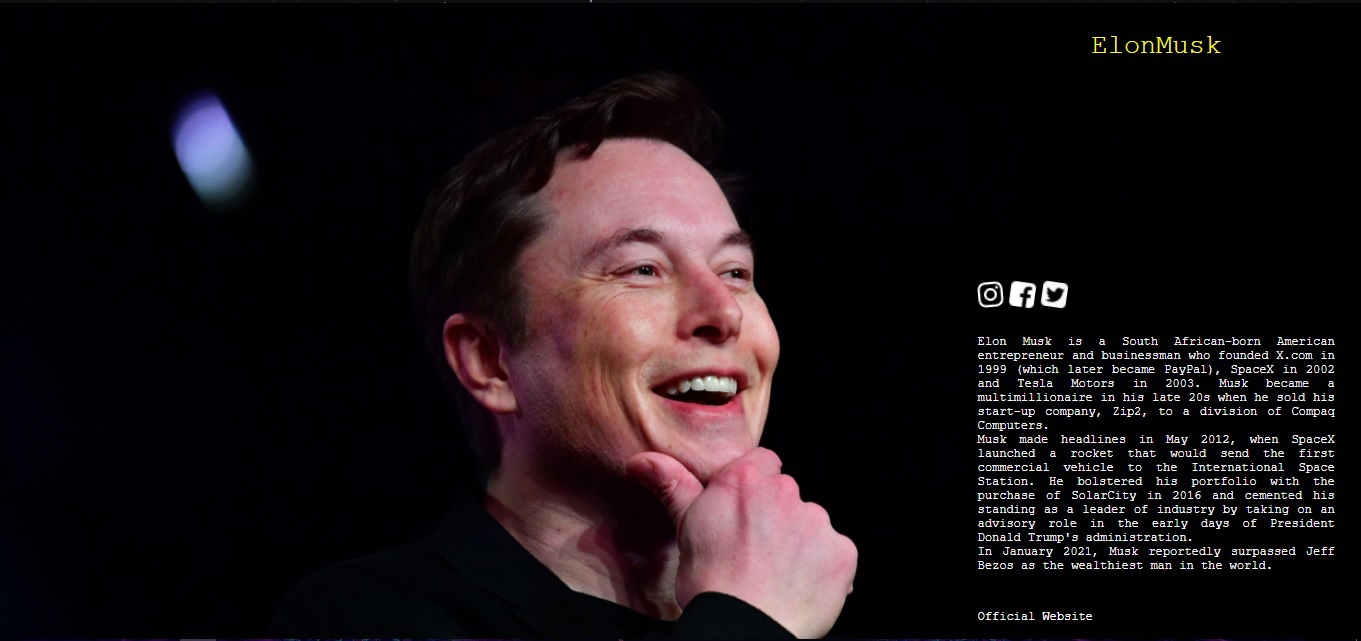 ElonMusk
Elon Musk is a South African-born American
entrepreneur and businessman who founded X.com in
1999 (which later became PayPal), SpaceX in 2002
and Tesla Motors in 2003. Musk became a
multimillionaire in his late 20s when he sold his
start-up company, Zip2, to a division of Compaq
Computers.
Musk made headlines in May 2012, when SpaceX
launched a rocket that would send the first
commercial vehicle to the International Space
Station. He bolstered his portfolio with the
purchase of SolarCity in 2016 and cemented his
standing as a leader of industry by taking on an
advisory role in the early days of President
Donald Trump's administration.
In January 2021, Musk reportedly surpassed Jeff
Bezos as the wealthiest man in the world.
Official Website